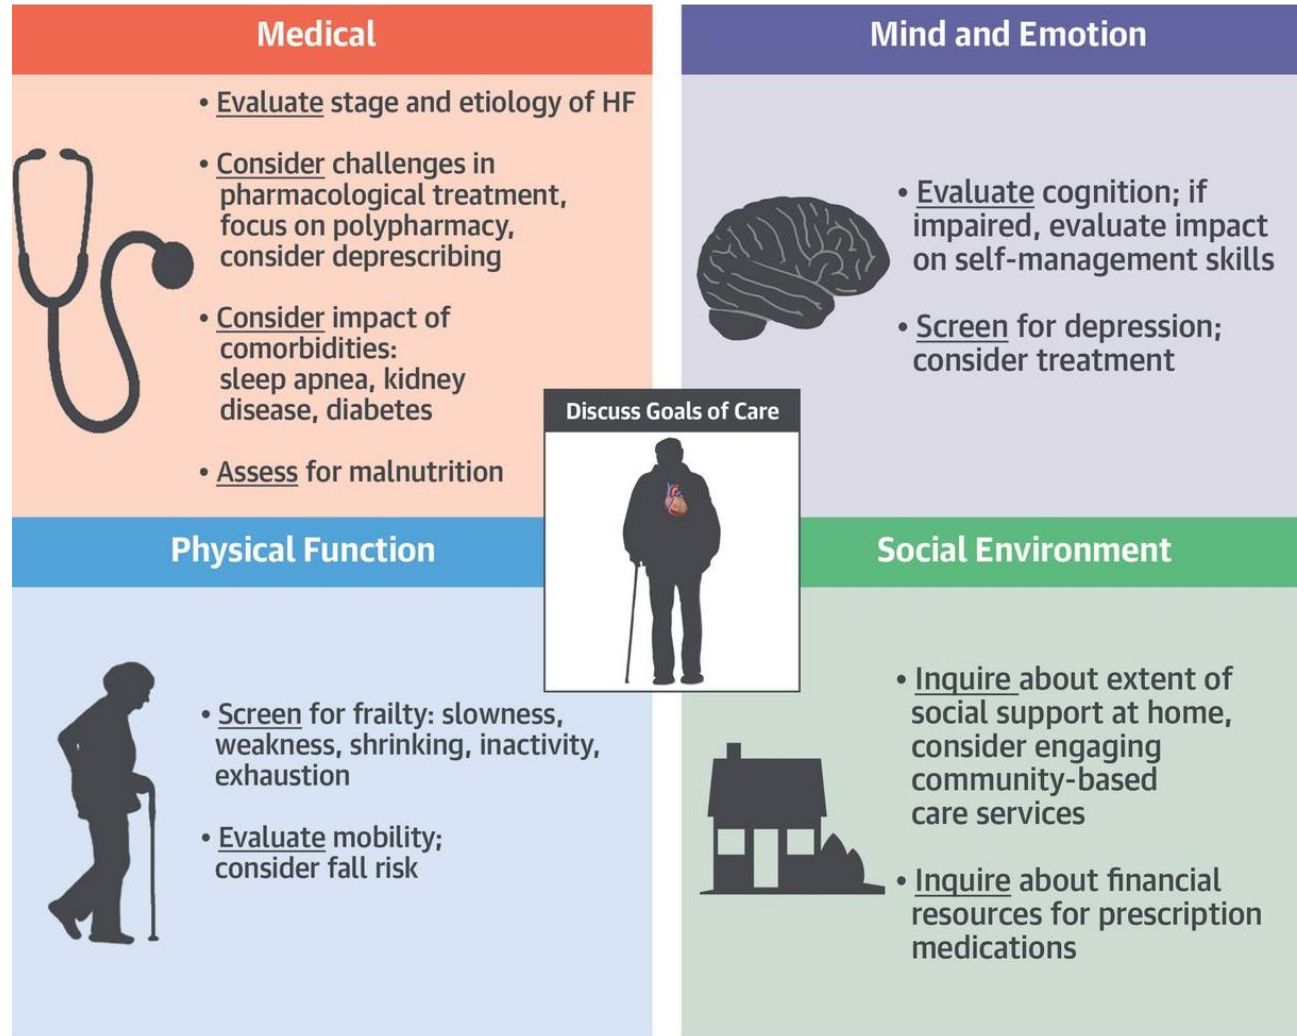 Medical
• Evaluate stage and etiology of HF
• Consider challenges in
pharmacological treatment,
focus on polypharmacy,
consider deprescribing
• Consider impact of
comorbidities:
sleep apnea, kidney
disease, diabetes
• Assess for malnutrition
Mind and Emotion
• Evaluate cognition; if
impaired, evaluate impact
on self-management skills
• Screen for depression;
consider treatment
Discuss Goals of Care
Physical Function
• Screen for frailty: slowness,
weakness, shrinking, inactivity,
exhaustion
• Evaluate mobility;
consider fall risk
Social Environment
• Inquire about extent of
social support at home,
consider engaging
community-based
care services
• Inquire about financial
resources for prescription
medications